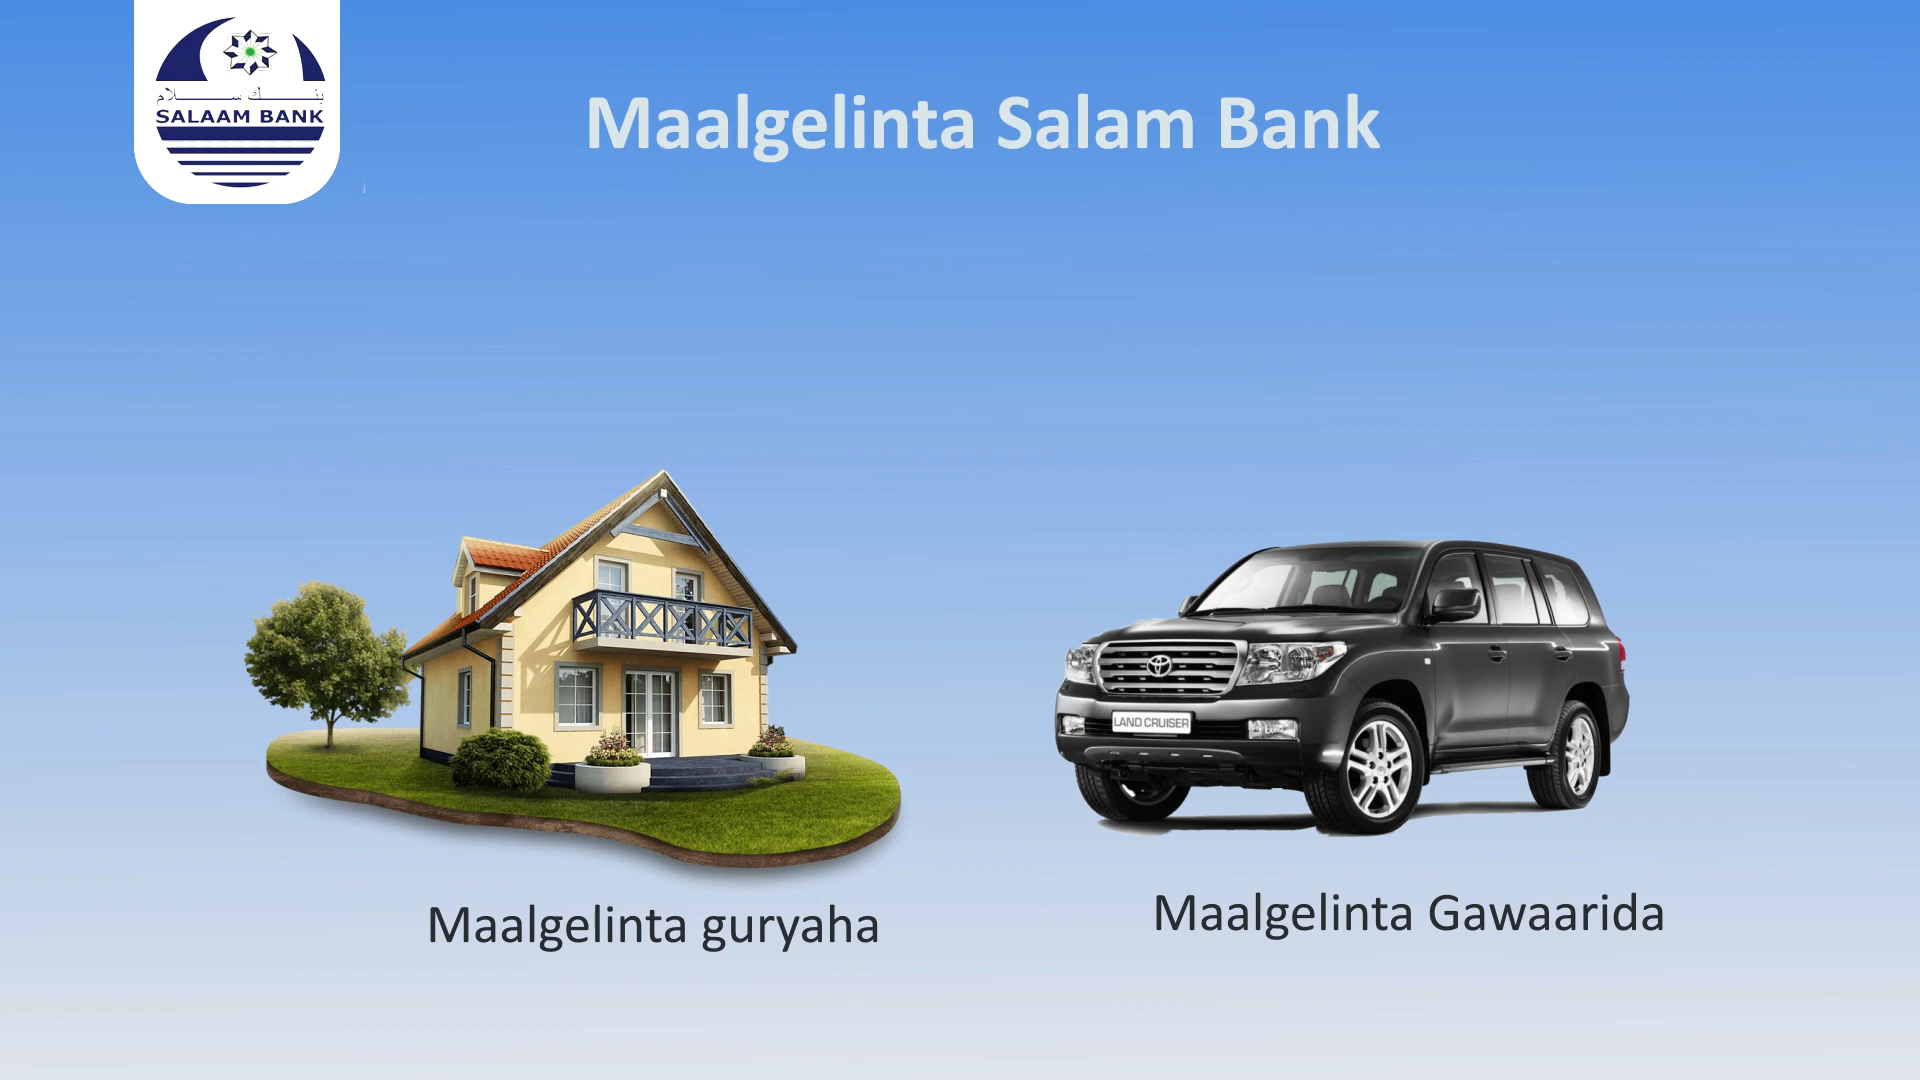 بنك سلام
SALAAM BANK
Maalgelinta Salam Bank
LAND CRUISER
Maalgelinta guryaha
Maalgelinta Gawaarida